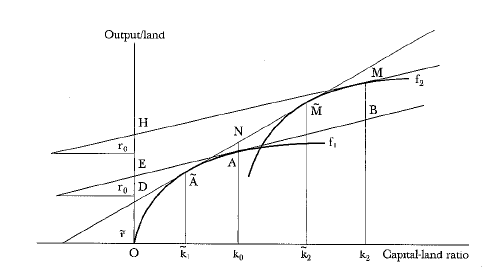 Output/land
M
f₂
H
B
N
M̃
r₀
f₁
E
A
r₀
D
Ã
r̃
O
k̃₁
k₀
k̃₂
k₂
Capital-land ratio